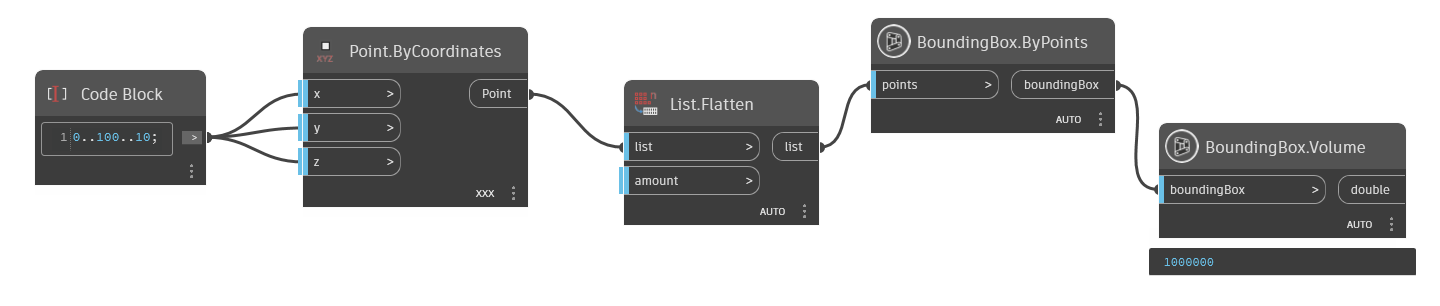 Code Block
1 0..100..10;
>
XYZ
Point.ByCoordinates
x >
Point
y >
z >
XXX
List.Flatten
list >
list
amount >
AUTO
BoundingBox.ByPoints
points >
boundingBox
AUTO
BoundingBox.Volume
boundingBox >
double
AUTO
1000000